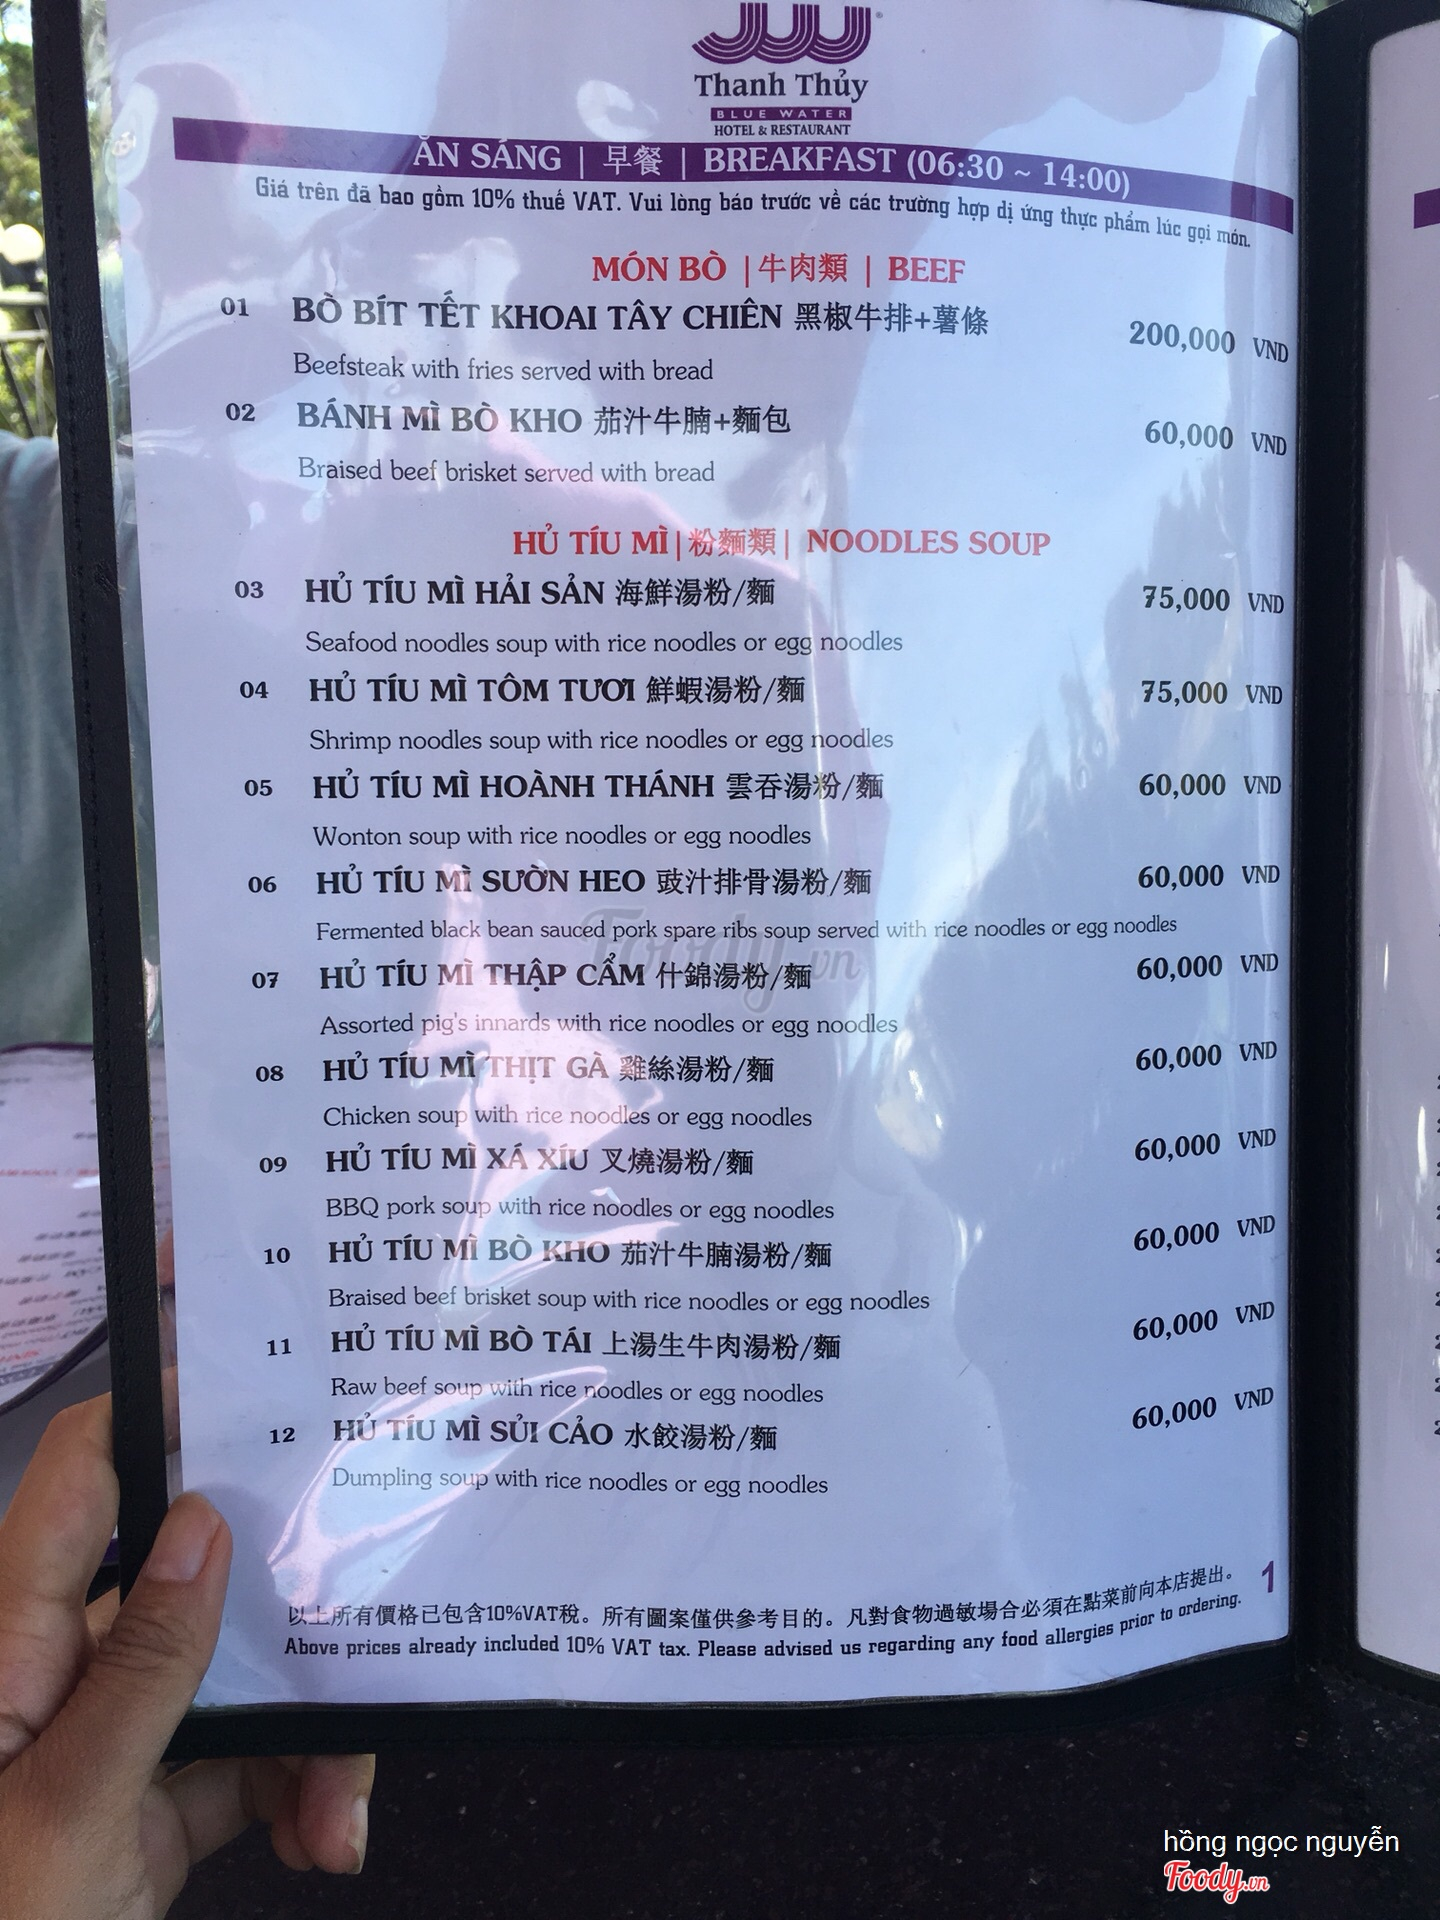 Thanh Thủy
BLUE WATER
HOTEL & RESTAURANT
ĂN SÁNG | 早餐 | BREAKFAST (06:30 ~ 14:00)
Giá trên đã bao gồm 10% thuế VAT. Vui lòng báo trước về các trường hợp dị ứng thực phẩm lúc gọi món.
MÓN BÒ | 牛肉類 | BEEF
01 BÒ BÍT TẾT KHOAI TÂY CHIÊN 黑椒牛排+薯條 200,000 VND
Beefsteak with fries served with bread
02 BÁNH MÌ BÒ KHO 茄汁牛腩+麵包 60,000 VND
Braised beef brisket served with bread
HỦ TÍU MÌ | 粉麵類 | NOODLES SOUP
03 HỦ TÍU MÌ HẢI SẢN 海鮮湯粉/麵 75,000 VND
Seafood noodles soup with rice noodles or egg noodles
04 HỦ TÍU MÌ TÔM TƯƠI 鮮蝦湯粉/麵 75,000 VND
Shrimp noodles soup with rice noodles or egg noodles
05 HỦ TÍU MÌ HOÀNH THÁNH 雲吞湯粉/麵 60,000 VND
Wonton soup with rice noodles or egg noodles
06 HỦ TÍU MÌ SƯỜN HEO 豉汁排骨湯粉/麵 60,000 VND
Fermented black bean sauced pork spare ribs soup served with rice noodles or egg noodles
07 HỦ TÍU MÌ THẬP CẨM 什錦湯粉/麵 60,000 VND
Assorted pig's innards with rice noodles or egg noodles
08 HỦ TÍU MÌ THỊT GÀ 雞絲湯粉/麵 60,000 VND
Chicken soup with rice noodles or egg noodles
09 HỦ TÍU MÌ XÁ XÍU 叉燒湯粉/麵 60,000 VND
BBQ pork soup with rice noodles or egg noodles
10 HỦ TÍU MÌ BÒ KHO 茄汁牛腩湯粉/麵 60,000 VND
Braised beef brisket soup with rice noodles or egg noodles
11 HỦ TÍU MÌ BÒ TÁI 上湯生牛肉湯粉/麵 60,000 VND
Raw beef soup with rice noodles or egg noodles
12 HỦ TÍU MÌ SỦI CẢO 水餃湯粉/麵 60,000 VND
Dumpling soup with rice noodles or egg noodles
以上所有價格已包含10%VAT稅。所有圖案僅供參考目的。凡對食物過敏場合必須在點菜前向本店提出。
Above prices already included 10% VAT tax. Please advised us regarding any food allergies prior to ordering.
1
Foody.vn
hồng ngọc nguyễn
Foody.vn